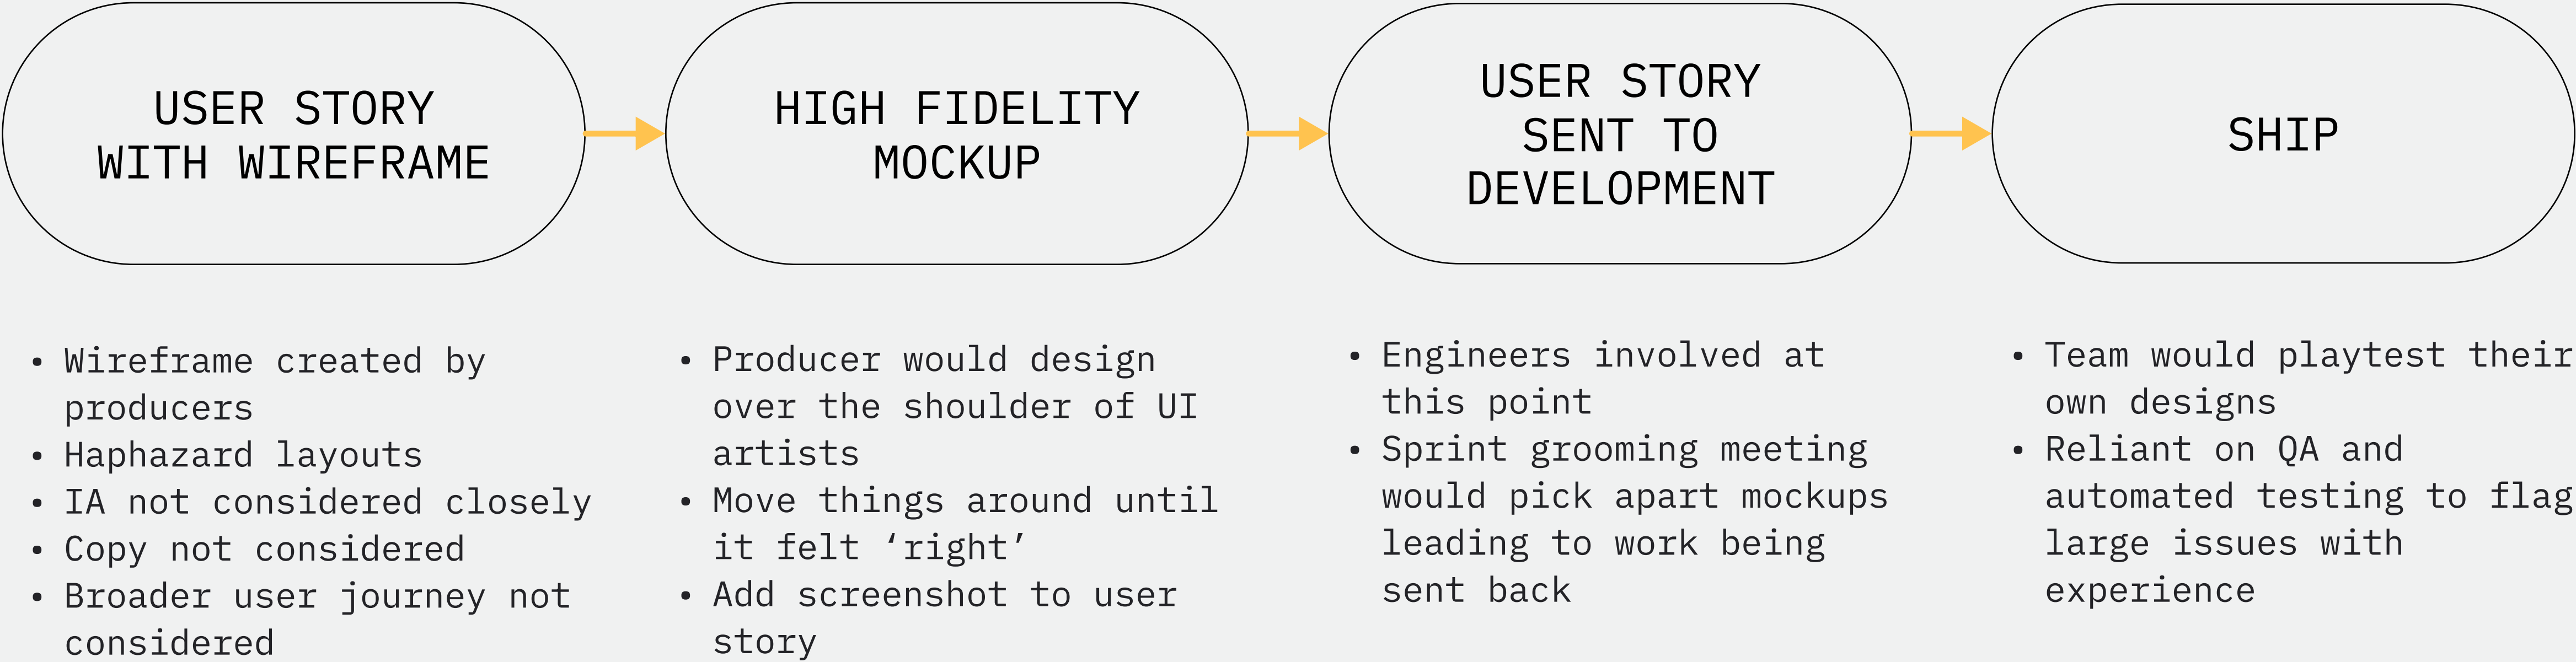 USER STORY
WITH WIREFRAME
HIGH FIDELITY
MOCKUP
USER STORY
SENT TO
DEVELOPMENT
SHIP
• Wireframe created by
producers
• Haphazard layouts
• IA not considered closely
• Copy not considered
• Broader user journey not
considered
• Producer would design
over the shoulder of UI
artists
• Move things around until
it felt ‘right’
• Add screenshot to user
story
• Engineers involved at
this point
• Sprint grooming meeting
would pick apart mockups
leading to work being
sent back
• Team would playtest their
own designs
• Reliant on QA and
automated testing to flag
large issues with
experience